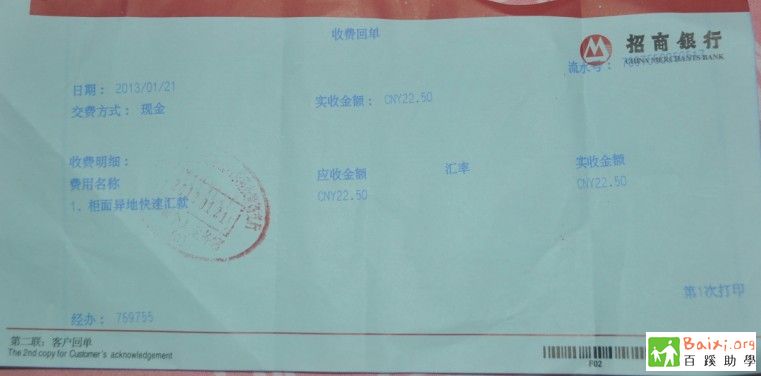 收费回单
招商银行
CHINA MERCHANTS BANK
流水号：
日期： 2013/01/21
交费方式： 现金
实收金额： CNY22.50
收费明细：
费用名称 应收金额 汇率 实收金额
1. 柜面异地快速汇款 CNY22.50 CNY22.50
第1次打印
经办： 769755
第二联：客户回单
The 2nd copy for Customer's acknowledgement
F02
Baixi.org
百蹊助學